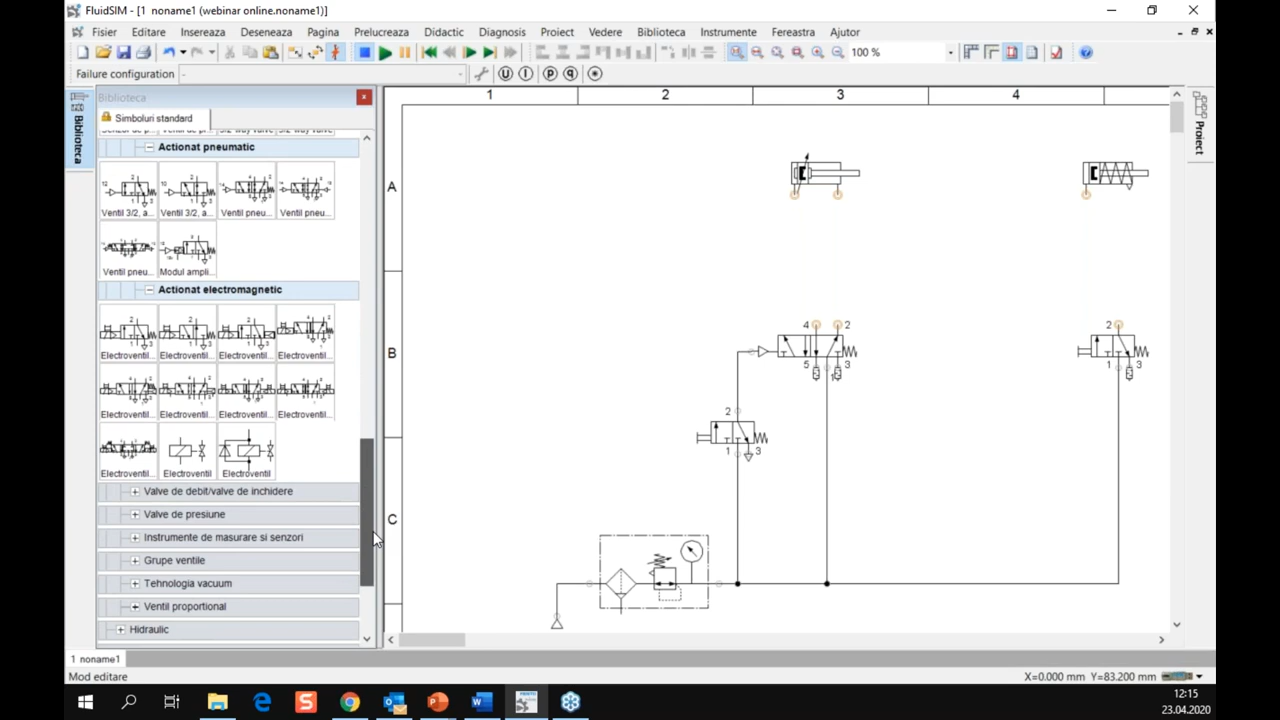 FluidSIM - [1 noname1 (webinar online.noname1)]
Fisier Editare Insereaza Deseneaza Pagina Prelucreaza Didactic Diagnosis Proiect Vedere Biblioteca Instrumente Fereastra Ajutor
100 %
Failure configuration -
Biblioteca
Simboluri standard
Biblioteca
Proiect
Actionat pneumatic
Ventil 3/2, a... Ventil 3/2, a... Ventil pneu... Ventil pneu...
Ventil pneu... Modul ampli...
Actionat electromagnetic
Electroventil... Electroventil... Electroventil... Electroventil...
Electroventil... Electroventil... Electroventil... Electroventil...
Electroventil... Electroventil Electroventil
Valve de debit/valve de inchidere
Valve de presiune
Instrumente de masurare si senzori
Grupe ventile
Tehnologia vacuum
Ventil proportional
Hidraulic
1 2 3 4
A
B
C
4 2
5 1 3
2
1 3
2
1 3
1 noname1
Mod editare
X=0.000 mm Y=83.200 mm
12:15
23.04.2020